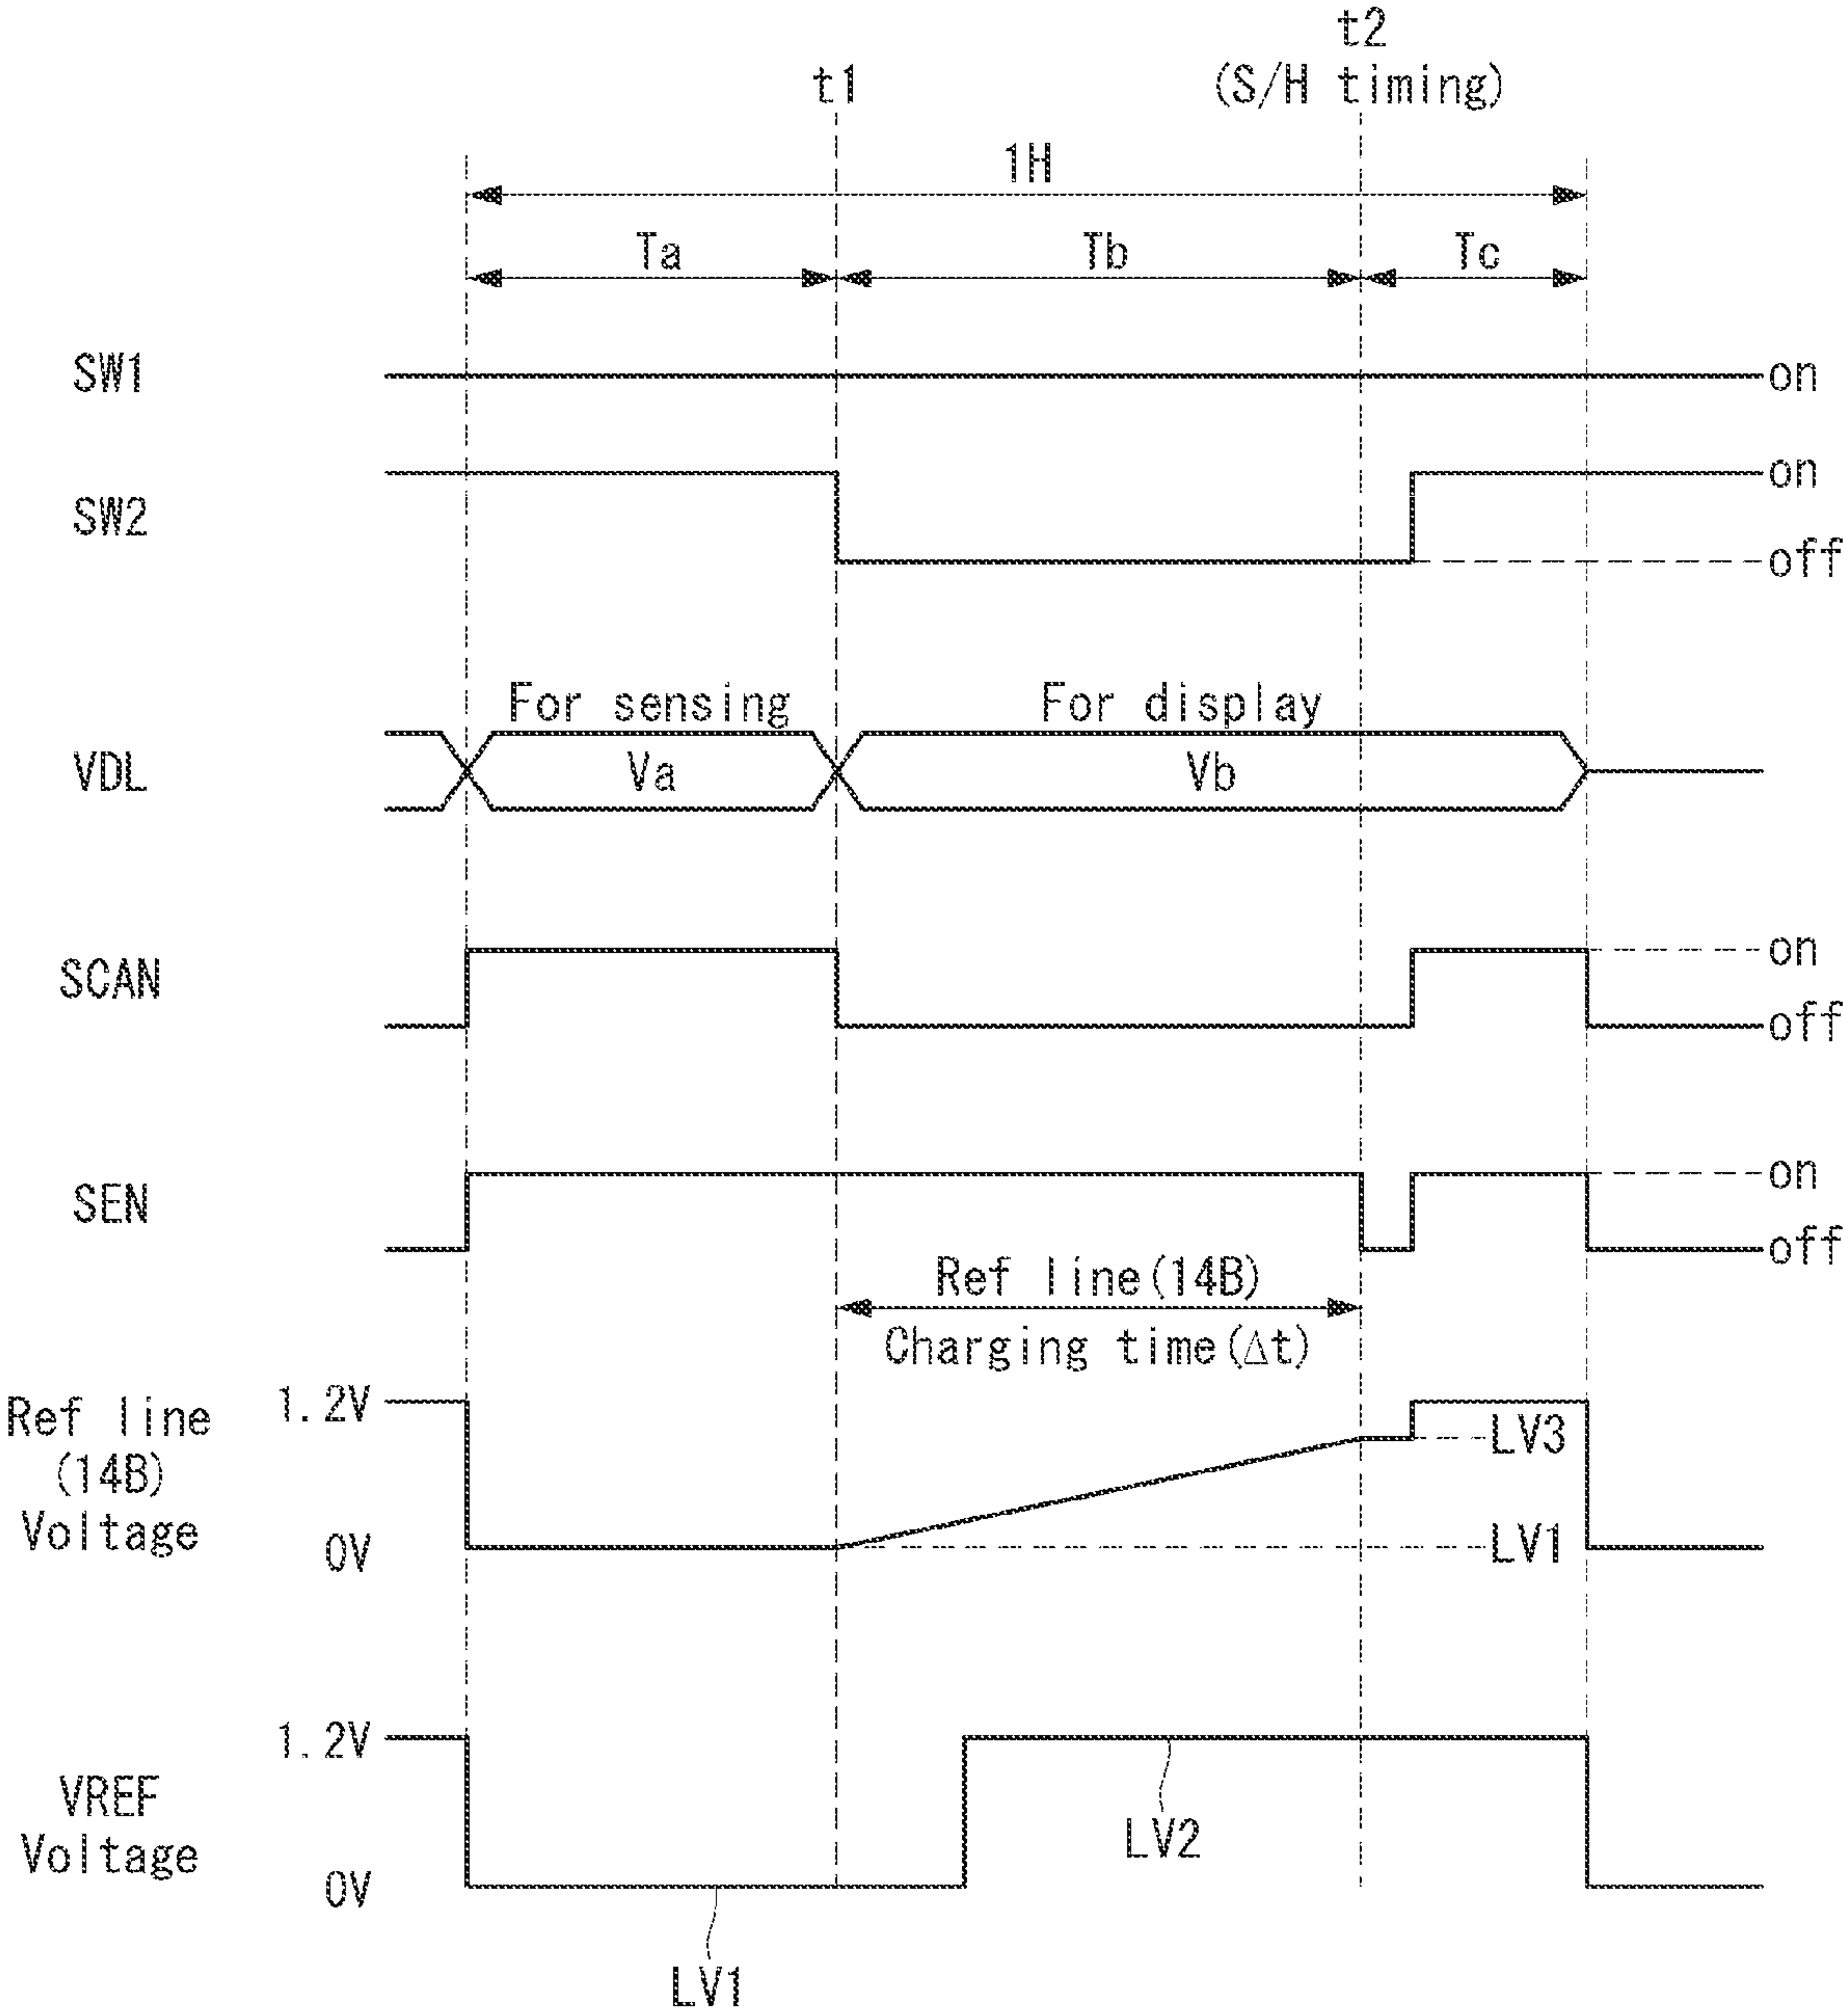 t2
t1
(S/H timing)
1H
Ta
Tb
Tc
SW1
on
SW2
on
off
For sensing
For display
VDL
Va
Vb
SCAN
on
off
SEN
on
off
Ref line(14B)
Charging time(Δt)
Ref line
(14B)
Voltage
1.2V
0V
LV3
LV1
VREF
Voltage
1.2V
0V
LV2
LV1